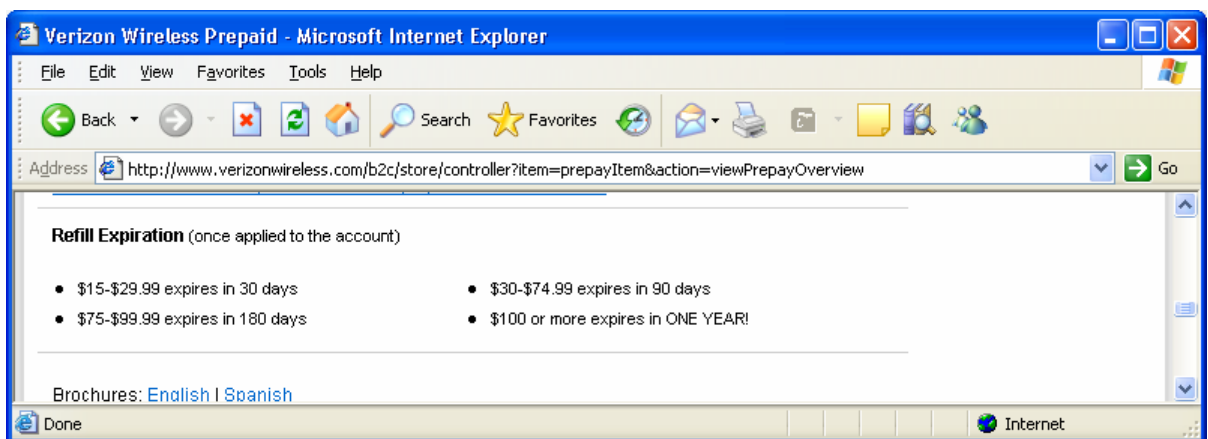 Verizon Wireless Prepaid - Microsoft Internet Explorer
File Edit View Favorites Tools Help
Back Search Favorites
Address http://www.verizonwireless.com/b2c/store/controller?item=prepayItem&action=viewPrepayOverview Go
Refill Expiration (once applied to the account)
• $15-$29.99 expires in 30 days • $30-$74.99 expires in 90 days
• $75-$99.99 expires in 180 days • $100 or more expires in ONE YEAR!
Brochures: English | Spanish
Done Internet